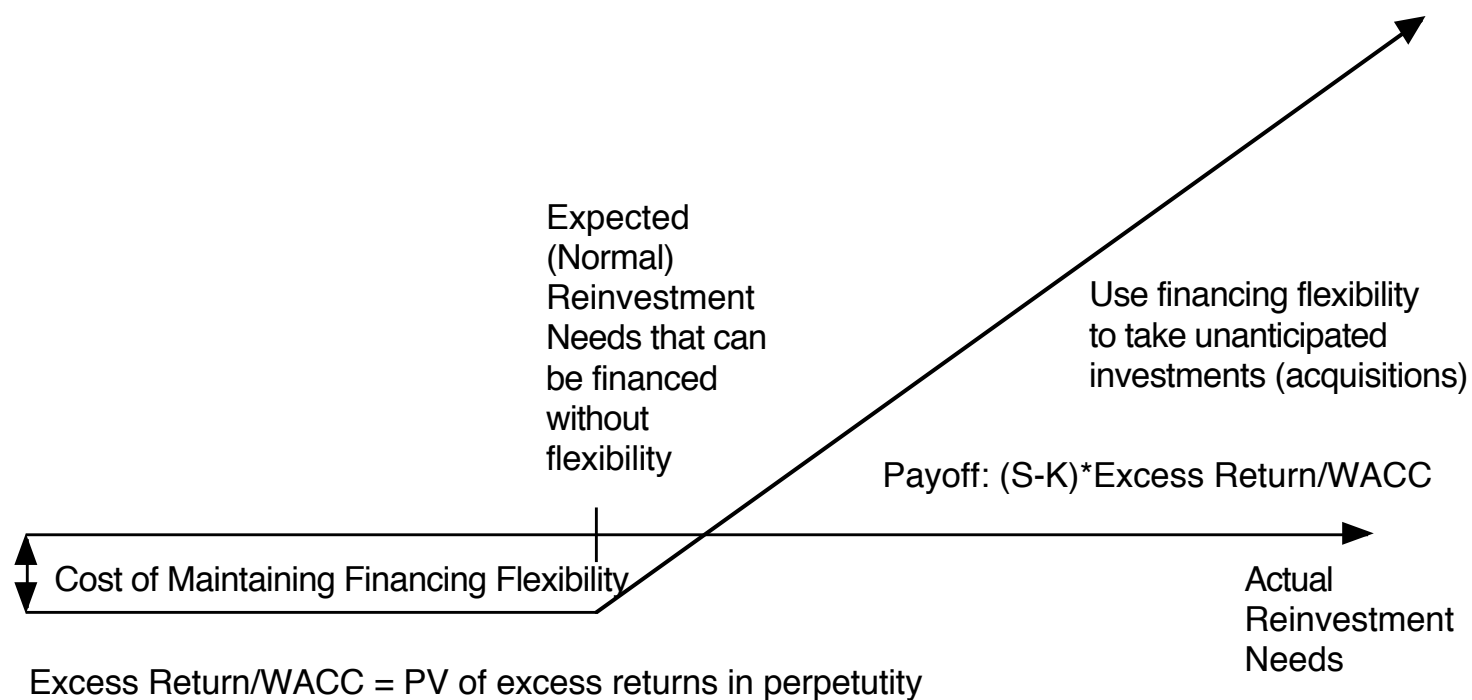 Expected
(Normal)
Reinvestment
Needs that can
be financed
without
flexibility
Use financing flexibility
to take unanticipated
investments (acquisitions)
Payoff: (S-K)*Excess Return/WACC
Cost of Maintaining Financing Flexibility
Actual
Reinvestment
Needs
Excess Return/WACC = PV of excess returns in perpetutity